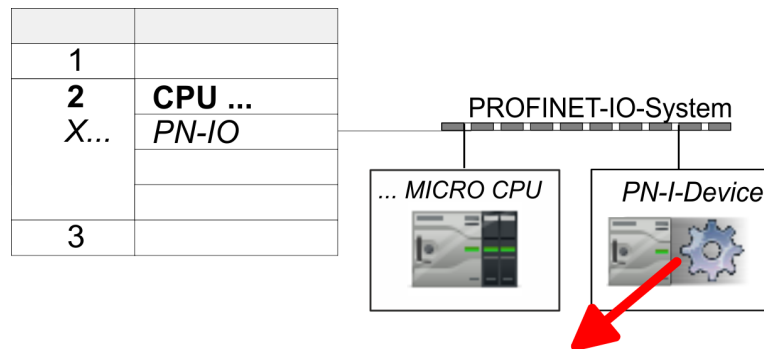 1
2 CPU ...
X... PN-IO
3
PROFINET-IO-System
... MICRO CPU
PN-I-Device